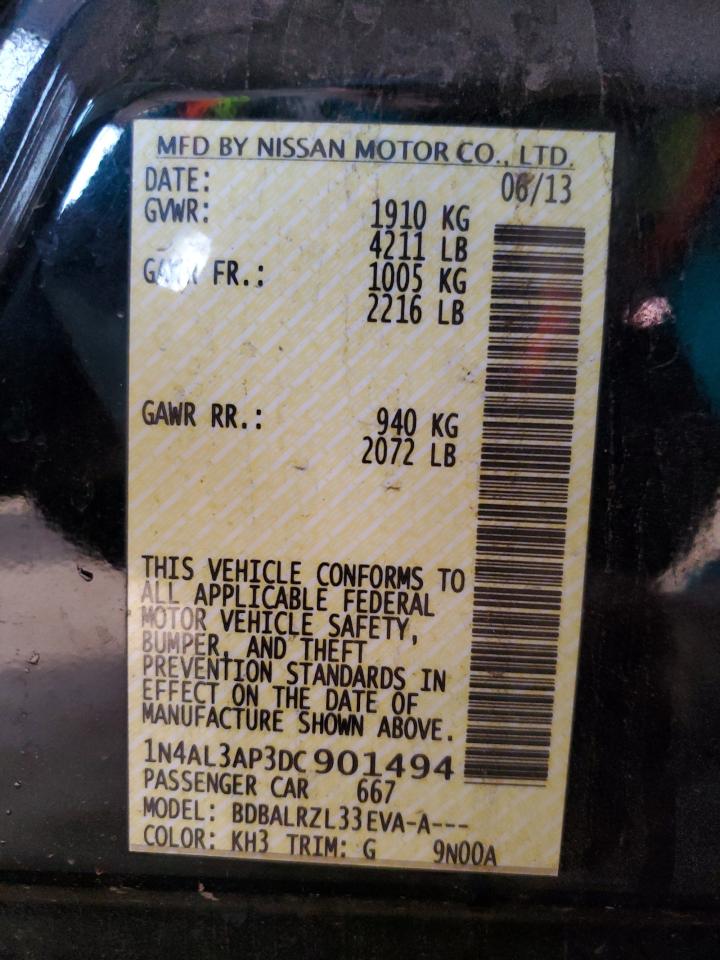 MFD BY NISSAN MOTOR CO., LTD.
DATE: 06/13
GVWR: 1910 KG
4211 LB
GAWR FR.: 1005 KG
2216 LB
GAWR RR.: 940 KG
2072 LB
THIS VEHICLE CONFORMS TO
ALL APPLICABLE FEDERAL
MOTOR VEHICLE SAFETY,
BUMPER, AND THEFT
PREVENTION STANDARDS IN
EFFECT ON THE DATE OF
MANUFACTURE SHOWN ABOVE.
1N4AL3AP3DC901494
PASSENGER CAR 667
MODEL: BDBALRZL33EVA-A---
COLOR: KH3 TRIM: G 9N00A